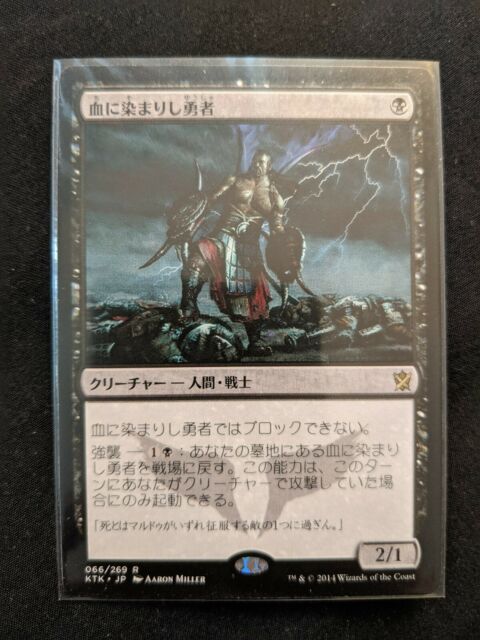 血に染まりし勇者
クリーチャー — 人間・戦士
血に染まりし勇者ではブロックできない。
強襲 ― 1:あなたの墓地にある血に染まり
し勇者を戦場に戻す。この能力は、このター
ンにあなたがクリーチャーで攻撃していた場
合にのみ起動できる。
「死とはマルドゥがいずれ征服する敵の1つに過ぎん。」
2/1
066/269 R
KTK • JP AARON MILLER
™ & © 2014 Wizards of the Coast